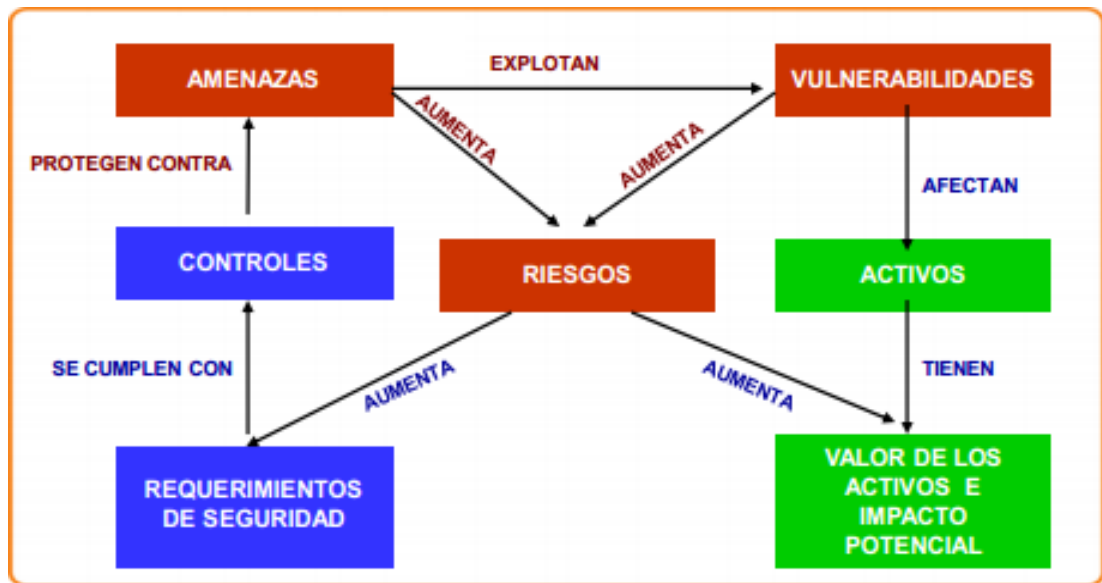 AMENAZAS
EXPLOTAN
VULNERABILIDADES
AUMENTA
AUMENTA
PROTEGEN CONTRA
AFECTAN
CONTROLES
RIESGOS
ACTIVOS
SE CUMPLEN CON
AUMENTA
AUMENTA
TIENEN
REQUERIMIENTOS
DE SEGURIDAD
VALOR DE LOS
ACTIVOS E
IMPACTO
POTENCIAL